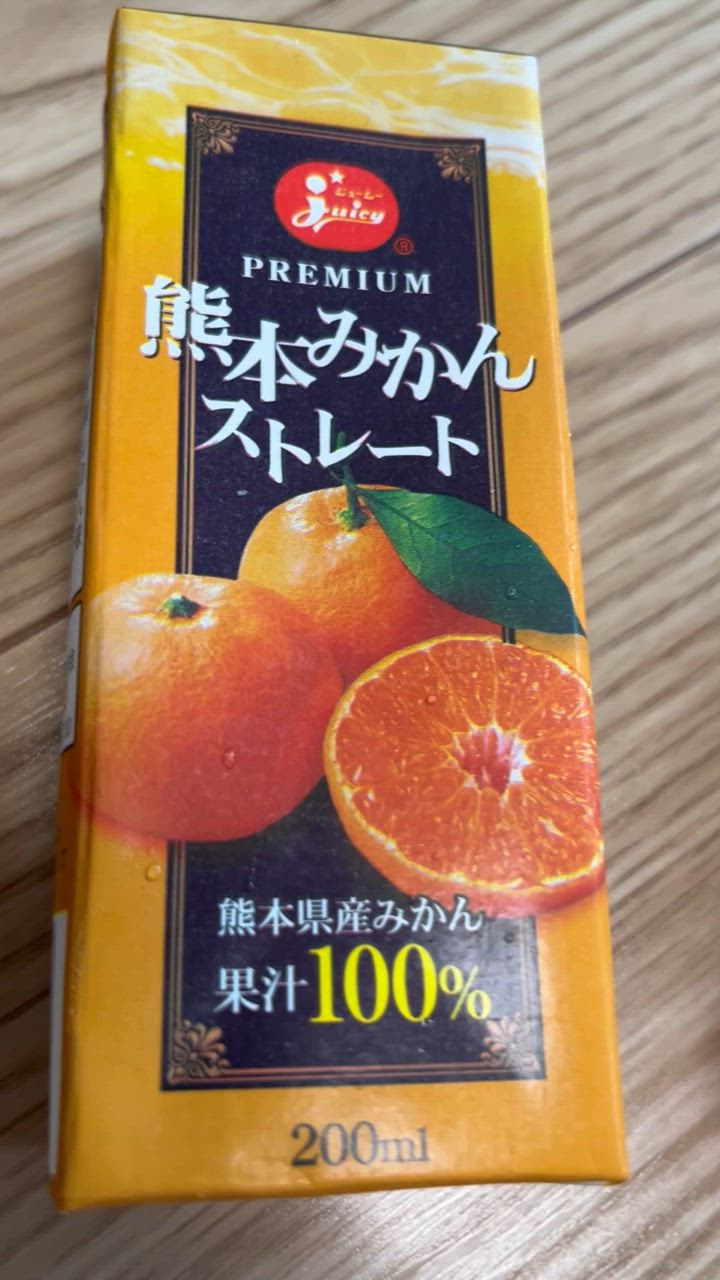 ジューシー
juicy
®
PREMIUM
熊本みかん
ストレート
熊本県産みかん
果汁100%
200ml